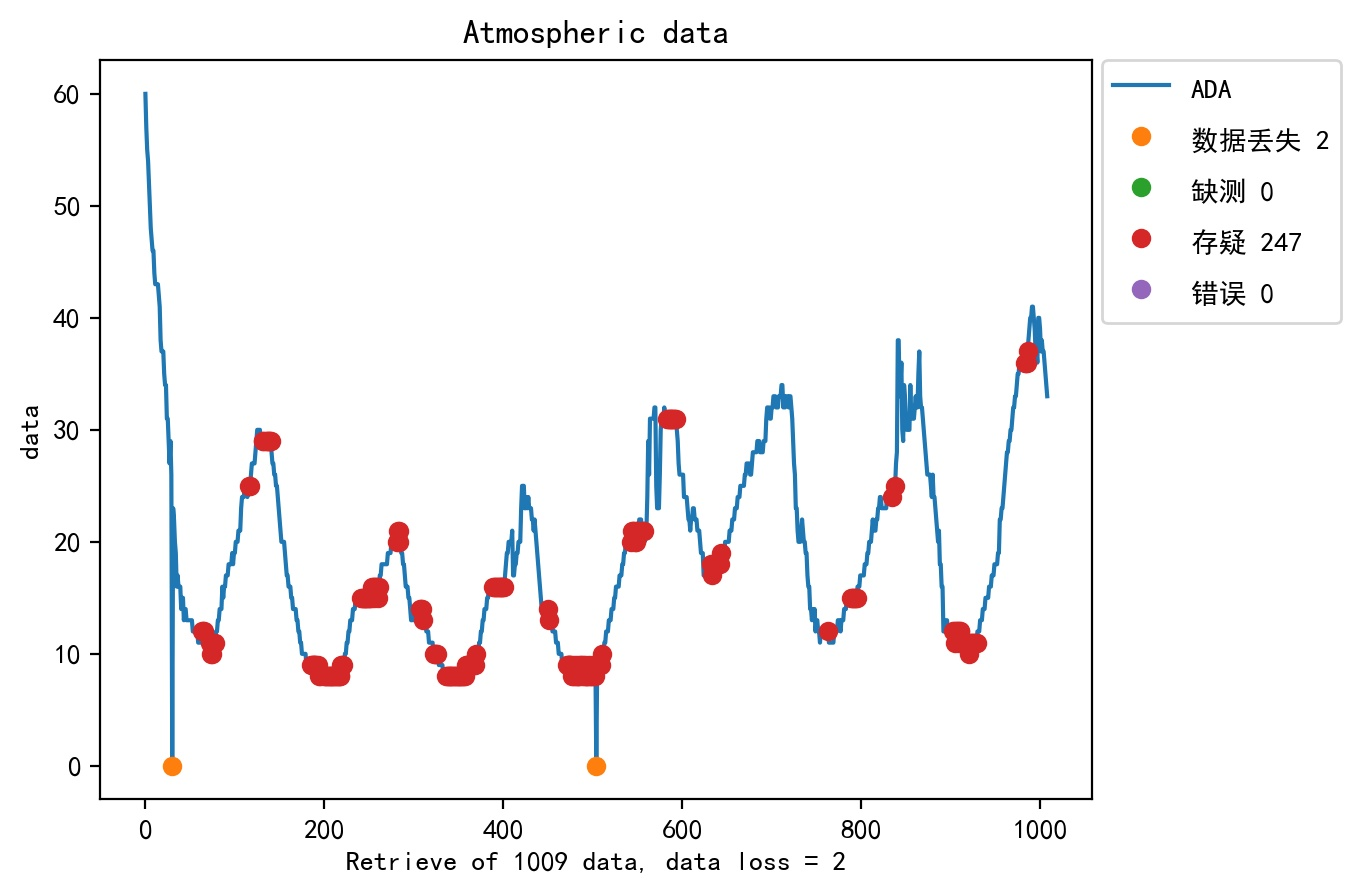 Atmospheric data
60
50
40
30
20
10
0
data
0 200 400 600 800 1000
Retrieve of 1009 data, data loss = 2
ADA
数据丢失 2
缺测 0
存疑 247
错误 0